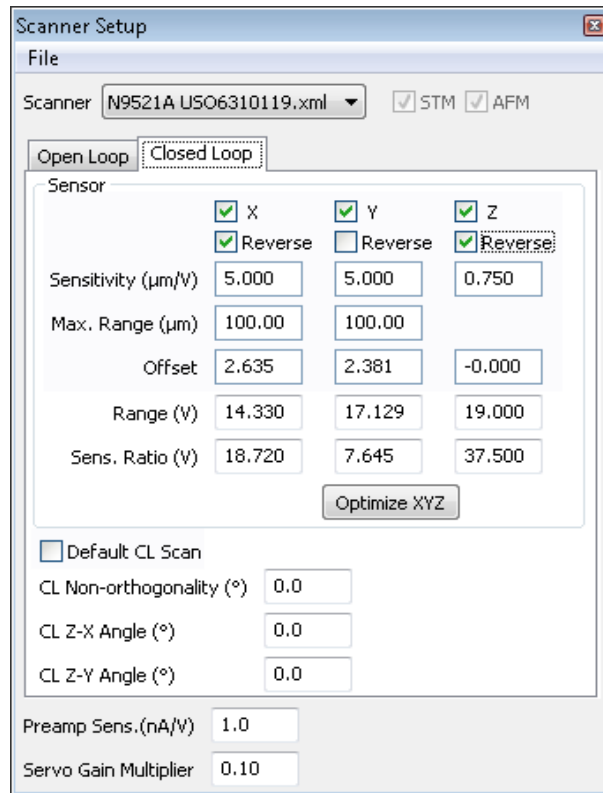 Scanner Setup
File
Scanner N9521A USO6310119.xml STM AFM
Open Loop Closed Loop
Sensor
X Y Z
Reverse Reverse Reverse
Sensitivity (µm/V) 5.000 5.000 0.750
Max. Range (µm) 100.00 100.00
Offset 2.635 2.381 -0.000
Range (V) 14.330 17.129 19.000
Sens. Ratio (V) 18.720 7.645 37.500
Optimize XYZ
Default CL Scan
CL Non-orthogonality (°) 0.0
CL Z-X Angle (°) 0.0
CL Z-Y Angle (°) 0.0
Preamp Sens.(nA/V) 1.0
Servo Gain Multiplier 0.10